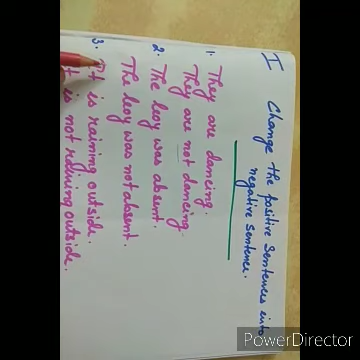 I Change the positive Sentences into
negative Sentence.
1. They are dancing.
They are not dancing.
2. The boy was absent.
The boy was not absent.
3. It is raining outside.
It is not raining outside.
PowerDirector